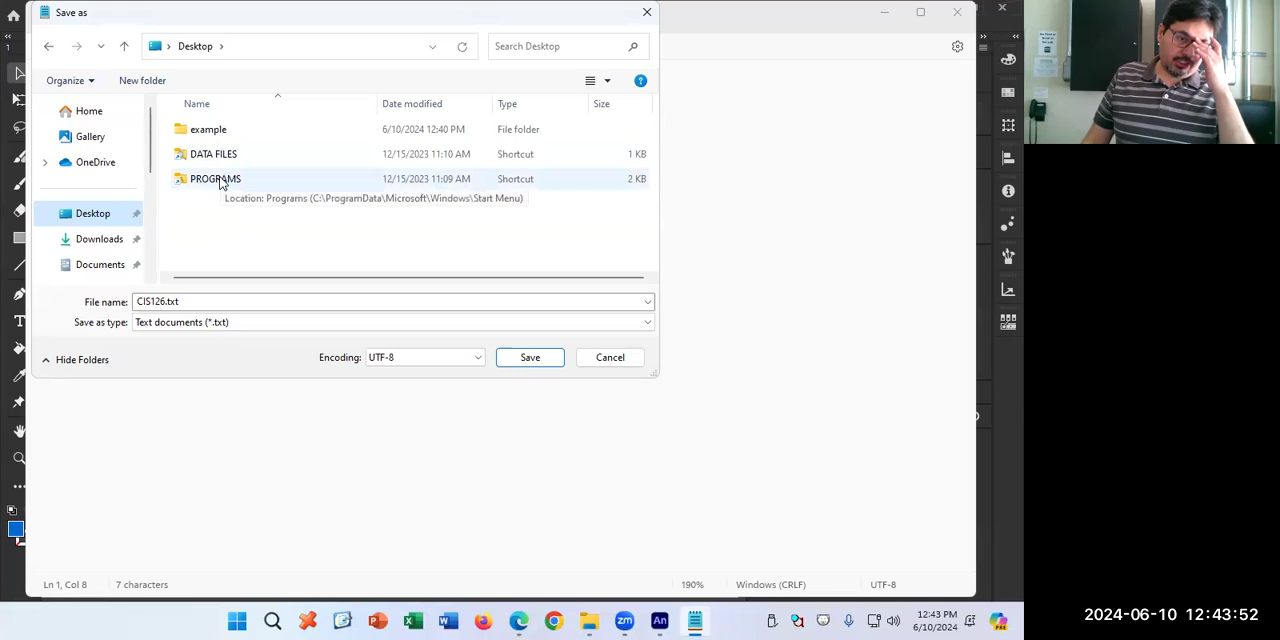 Save as
Desktop
Search Desktop
Organize
New folder
Name
Date modified
Type
Size
Home
Gallery
OneDrive
Desktop
Downloads
Documents
example
6/10/2024 12:40 PM
File folder
DATA FILES
12/15/2023 11:10 AM
Shortcut
1 KB
PROGRAMS
12/15/2023 11:09 AM
Shortcut
2 KB
Location: Programs (C:\ProgramData\Microsoft\Windows\Start Menu)
File name:
CIS126.txt
Save as type:
Text documents (*.txt)
Hide Folders
Encoding:
UTF-8
Save
Cancel
Ln 1, Col 8
7 characters
190%
Windows (CRLF)
UTF-8
12:43 PM
6/10/2024
2024-06-10 12:43:52